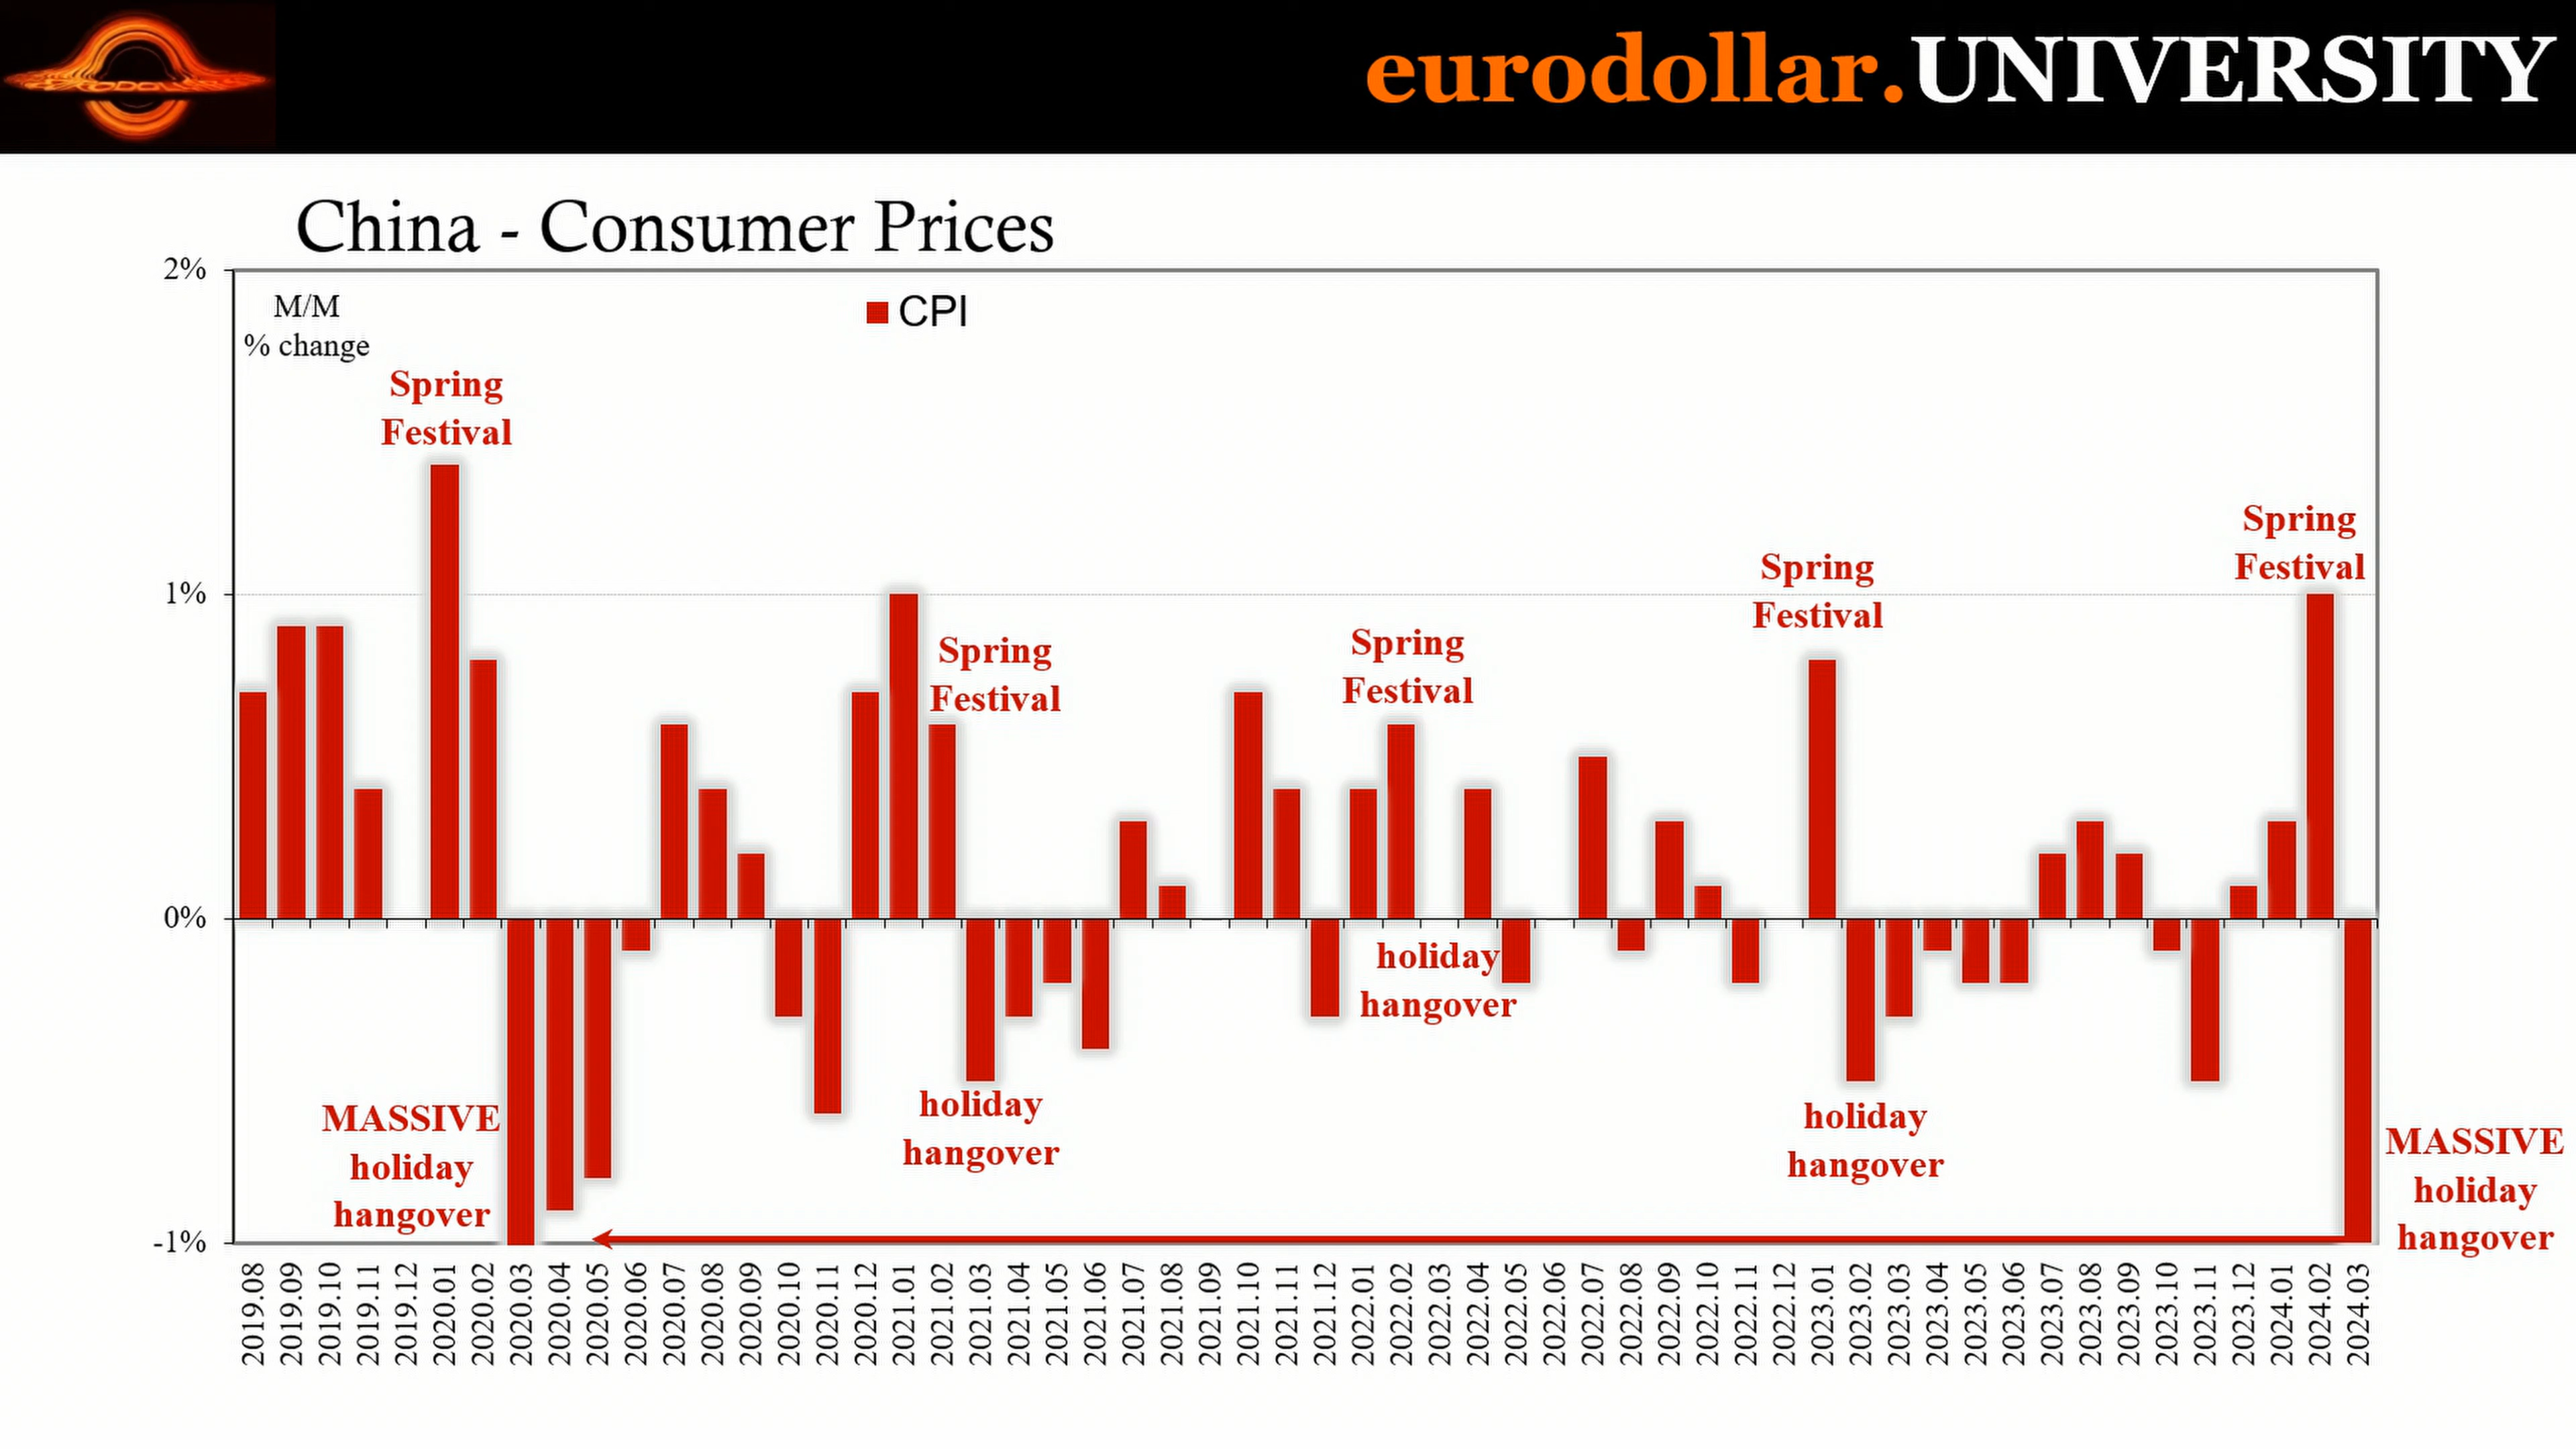 EURODOLLAR
eurodollar.UNIVERSITY
China - Consumer Prices
2%
M/M
% change
CPI
Spring
Festival
Spring
Festival
Spring
Festival
Spring
Festival
Spring
Festival
1%
0%
holiday
hangover
MASSIVE
holiday
hangover
holiday
hangover
holiday
hangover
MASSIVE
holiday
hangover
-1%
2019.08
2019.09
2019.10
2019.11
2019.12
2020.01
2020.02
2020.03
2020.04
2020.05
2020.06
2020.07
2020.08
2020.09
2020.10
2020.11
2020.12
2021.01
2021.02
2021.03
2021.04
2021.05
2021.06
2021.07
2021.08
2021.09
2021.10
2021.11
2021.12
2022.01
2022.02
2022.03
2022.04
2022.05
2022.06
2022.07
2022.08
2022.09
2022.10
2022.11
2022.12
2023.01
2023.02
2023.03
2023.04
2023.05
2023.06
2023.07
2023.08
2023.09
2023.10
2023.11
2023.12
2024.01
2024.02
2024.03